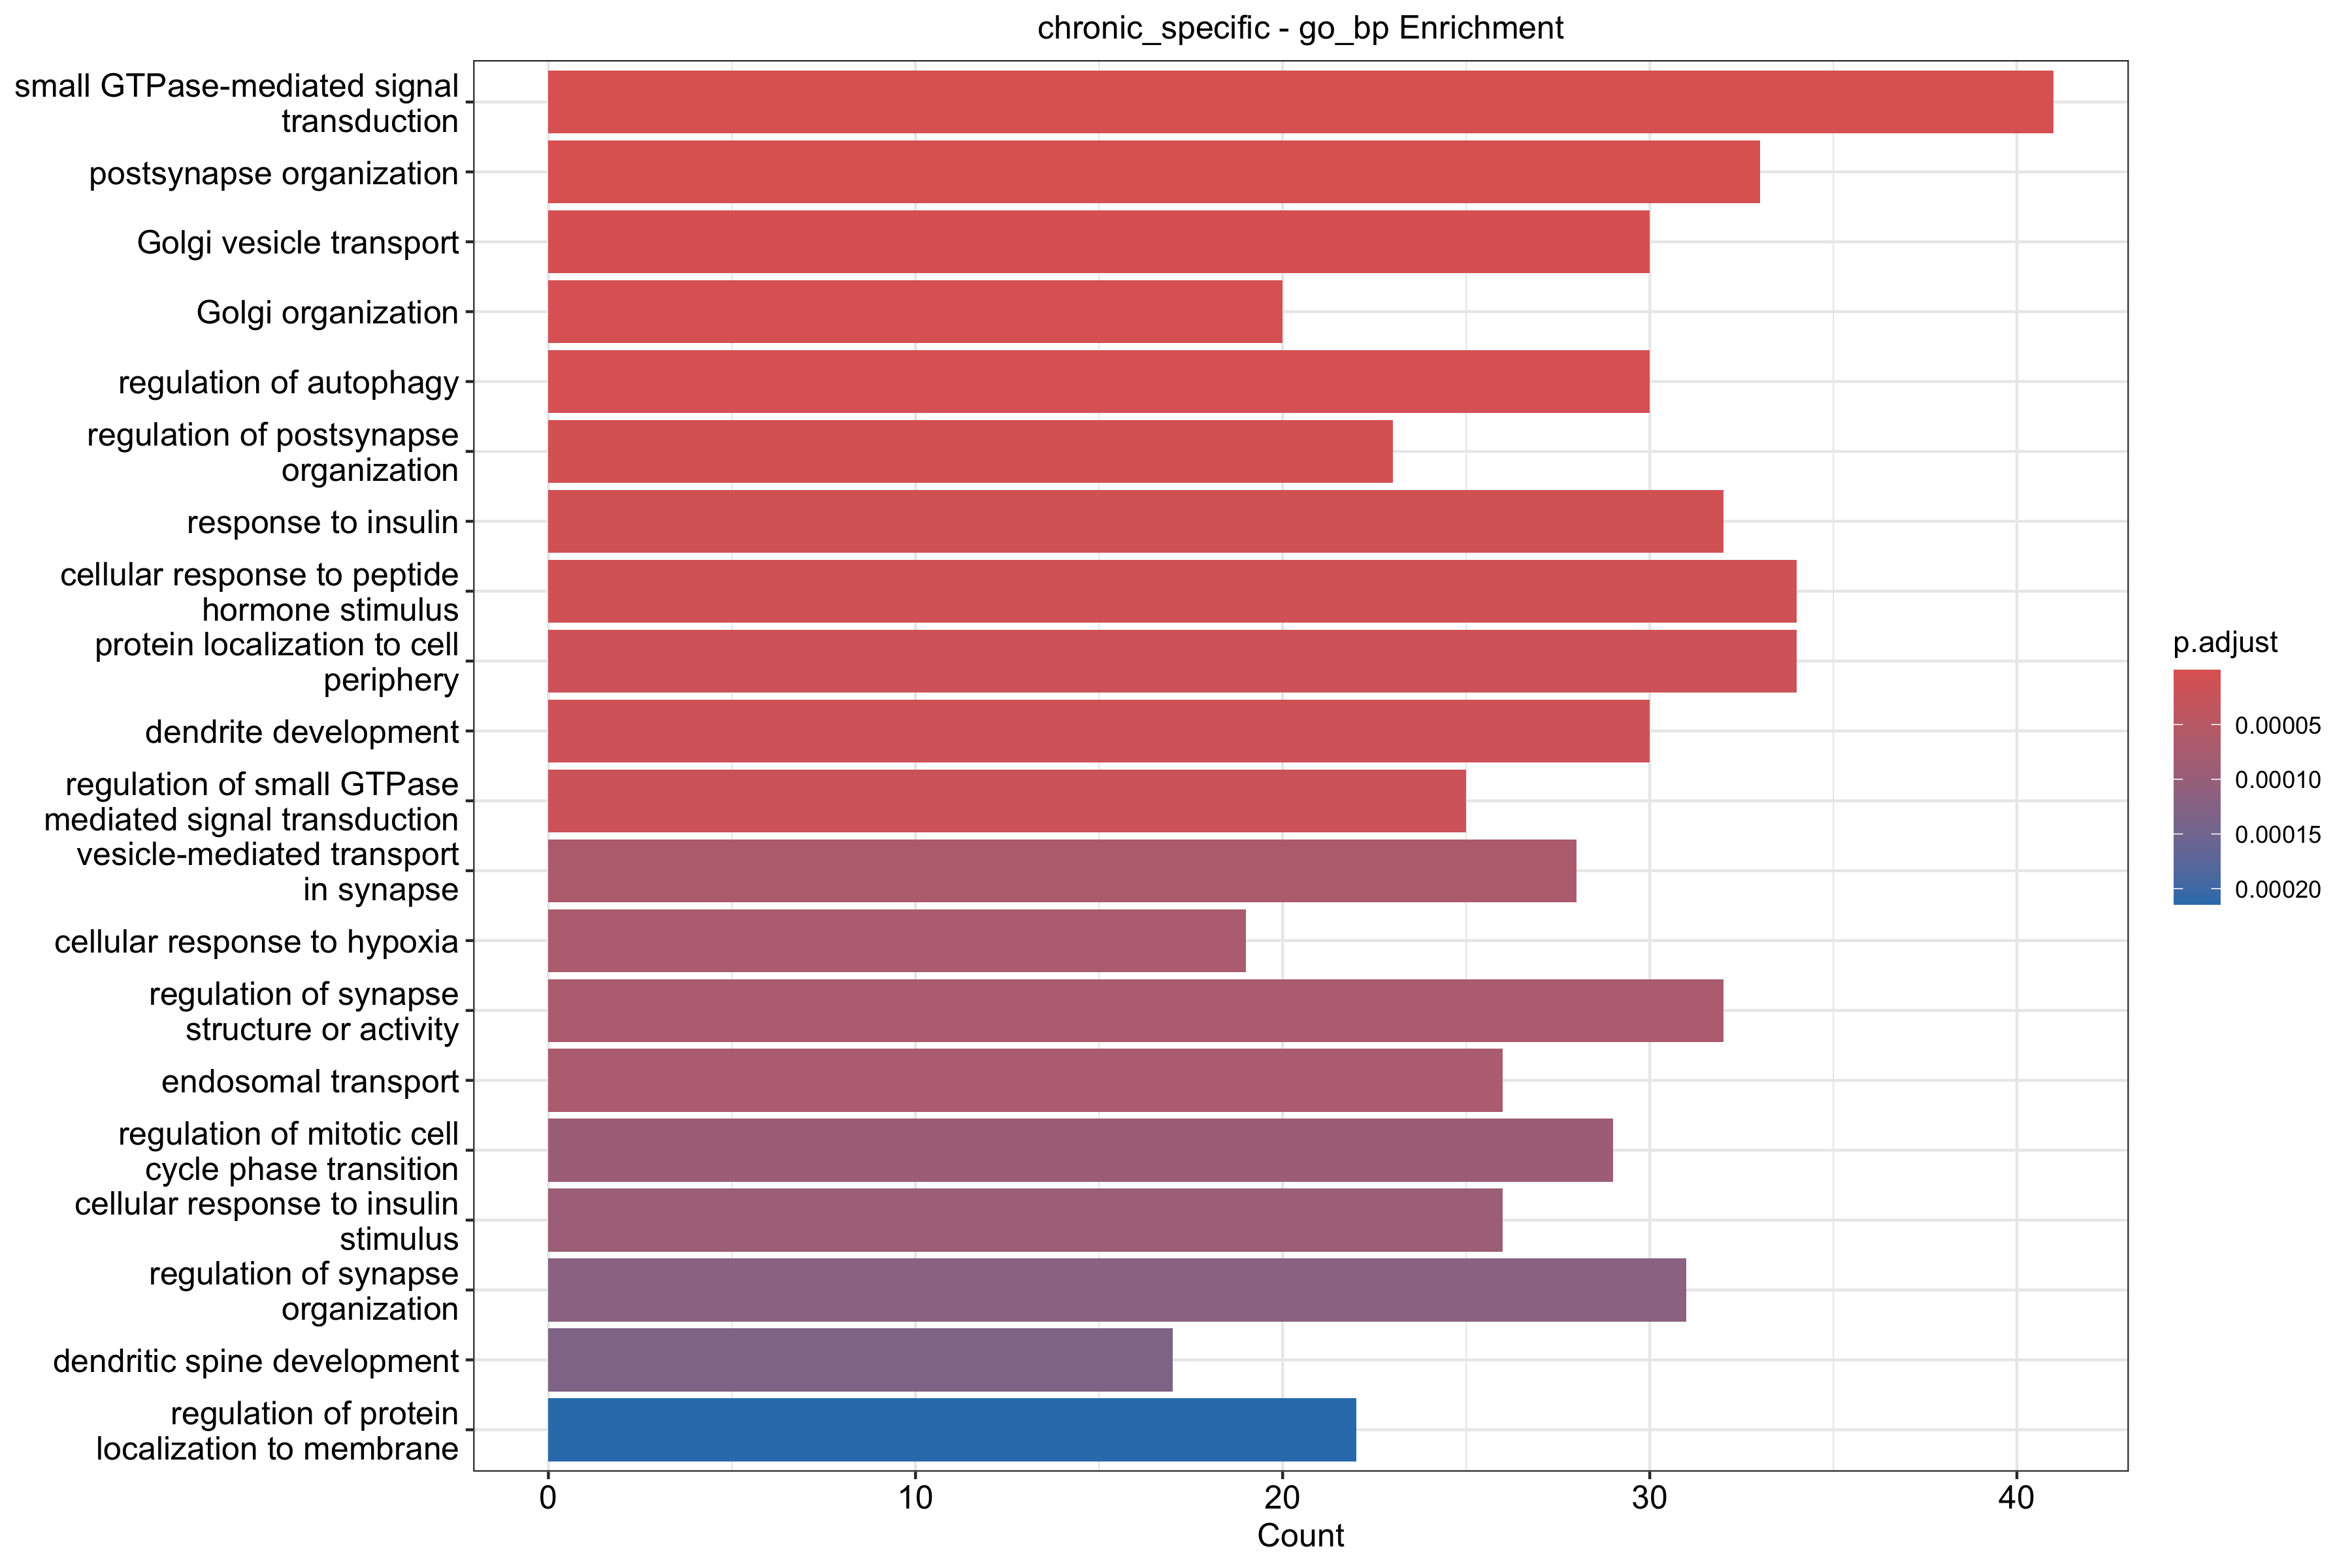 chronic_specific - go_bp Enrichment
small GTPase-mediated signal
transduction
postsynapse organization
Golgi vesicle transport
Golgi organization
regulation of autophagy
regulation of postsynapse
organization
response to insulin
cellular response to peptide
hormone stimulus
protein localization to cell
periphery
dendrite development
regulation of small GTPase
mediated signal transduction
vesicle-mediated transport
in synapse
cellular response to hypoxia
regulation of synapse
structure or activity
endosomal transport
regulation of mitotic cell
cycle phase transition
cellular response to insulin
stimulus
regulation of synapse
organization
dendritic spine development
regulation of protein
localization to membrane
0 10 20 30 40
Count
p.adjust
0.00005
0.00010
0.00015
0.00020